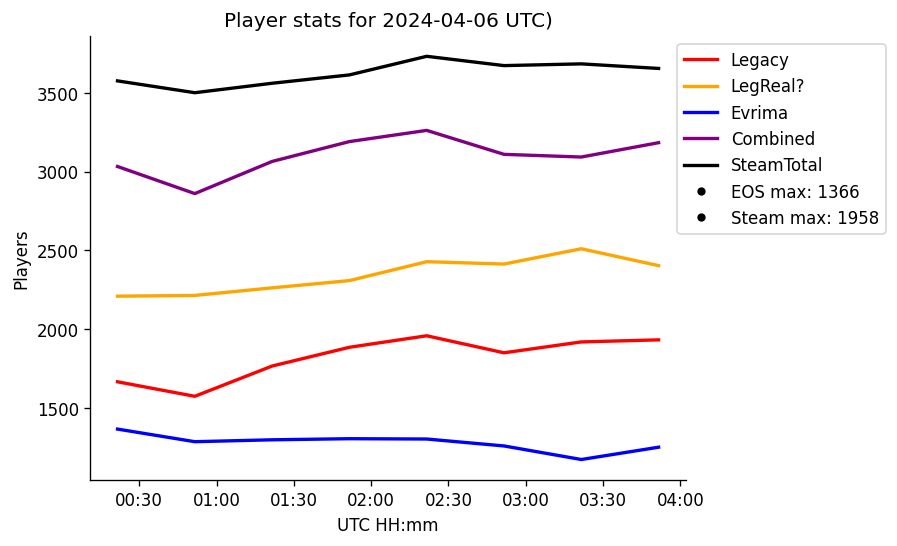 Player stats for 2024-04-06 UTC)
Legacy
LegReal?
Evrima
Combined
SteamTotal
EOS max: 1366
Steam max: 1958
Players
3500
3000
2500
2000
1500
00:30 01:00 01:30 02:00 02:30 03:00 03:30 04:00
UTC HH:mm